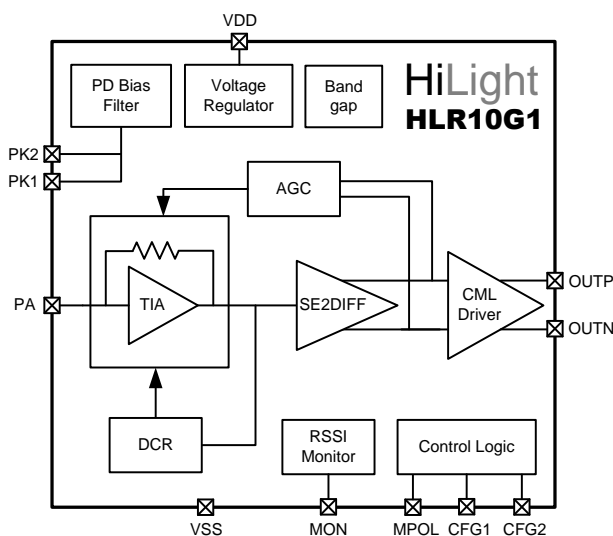 VDD
PD Bias
Filter
Voltage
Regulator
Band
gap
HiLight
HLR10G1
PK2
PK1
AGC
PA
TIA
SE2DIFF
CML
Driver
OUTP
OUTN
DCR
RSSI
Monitor
Control Logic
VSS
MON
MPOL
CFG1
CFG2